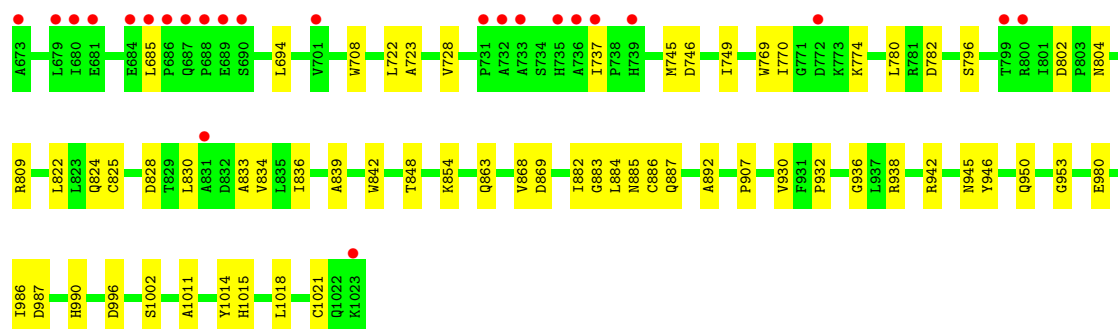 A673 L679 I680 E681 E684 L685 P686 Q687 P688 E689 S690 L694 V701 W708 L722 A723 V728 P731 A732 A733 S734 H735 A736 I737 P738 H739 M745 D746 I749 W769 I770 G771 D772 K773 K774 L780 R781 D782 S796 T799 R800 I801 D802 P803 N804
R809 L822 L823 Q824 C825 D828 T829 L830 A831 D832 A833 V834 L835 I836 A839 W842 T848 K854 Q863 V868 D869 I882 G883 L884 N885 C886 Q887 A892 P907 V930 F931 P932 G936 L937 R938 R942 N945 Y946 Q950 G953 E980
I986 D987 H990 D996 S1002 A1011 Y1014 H1015 L1018 C1021 Q1022 K1023